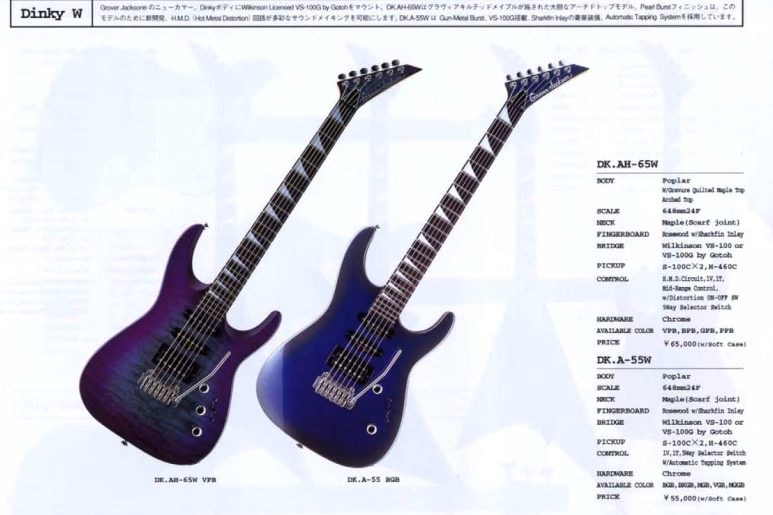 Dinky W
Grover Jacksonのニューカマー。DinkyボディにWilkinson Licensed VS-100G by Gotohをマウント。DK.AH-65Wはグラヴィアキルテッドメイプルが施された大胆なアーチドトップモデル。Pearl Burstフィニッシュは、この
モデルのために新開発。H.M.D.（Hot Metal Distortion）回路が多彩なサウンドメイキングを可能にします。DK.A-55W は Gun-Metal Burst、VS-100G搭載、Sharkfin Inlayの豪華装備。Automatic Tapping Systemを採用しています。
Grover Jackson
DK.AH-65W VPB
DK.A-55 BGB
DK.AH-65W
BODY Poplar
W/Gravure Quilted Maple Top
Arched Top
SCALE 648mm24F
NECK Maple(Scarf joint)
FINGERBOARD Rosewood w/Sharkfin Inlay
BRIDGE Wilkinson VS-100 or
VS-100G by Gotoh
PICKUP S-100C×2,H-460C
CONTROL H.M.D.Circuit,1V,1T,
Mid-Range Control,
w/Distortion ON-OFF SW
5Way Selector Switch
HARDWARE Chrome
AVAILABLE COLOR VPB,BPB,GPB,PPB
PRICE ￥65,000(w/Soft Case)
DK.A-55W
BODY Poplar
SCALE 648mm24F
NECK Maple(Scarf joint)
FINGERBOARD Rosewood w/Sharkfin Inlay
BRIDGE Wilkinson VS-100 or
VS-100G by Gotoh
PICKUP S-100C×2,H-460C
CONTROL 1V,1T,5Way Selector Switch
W/Automatic Tapping System
HARDWARE Chrome
AVAILABLE COLOR BGB,BRGB,MGB,VGB,MGGB
PRICE ￥55,000(w/Soft Case)